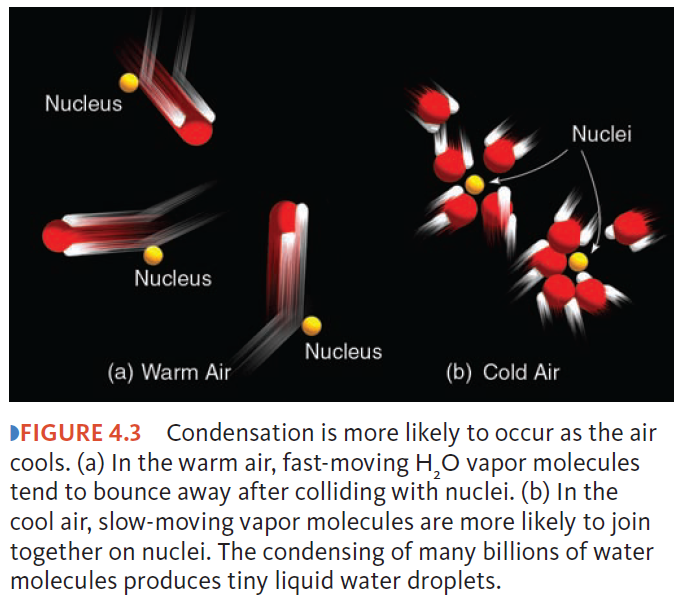 Nucleus
Nuclei
Nucleus
Nucleus
(a) Warm Air
(b) Cold Air
◗FIGURE 4.3 Condensation is more likely to occur as the air
cools. (a) In the warm air, fast-moving H₂O vapor molecules
tend to bounce away after colliding with nuclei. (b) In the
cool air, slow-moving vapor molecules are more likely to join
together on nuclei. The condensing of many billions of water
molecules produces tiny liquid water droplets.